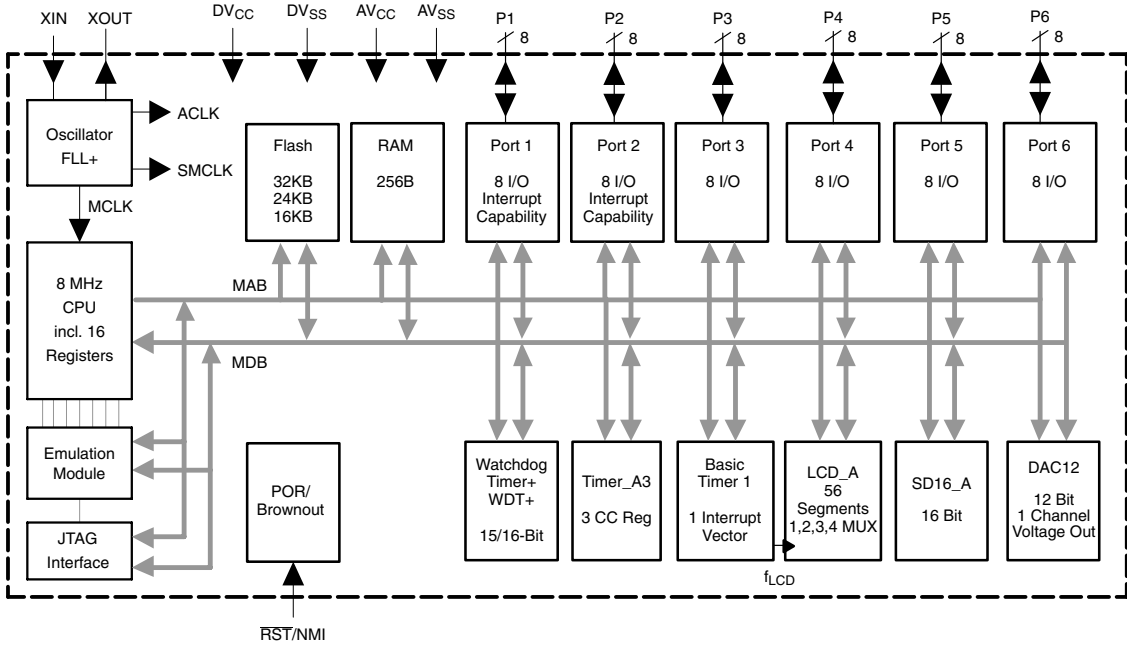 XIN XOUT DVCC DVSS AVCC AVSS P1 P2 P3 P4 P5 P6
8 8 8 8 8 8
Oscillator
FLL+
ACLK
SMCLK
MCLK
Flash
32KB
24KB
16KB
RAM
256B
Port 1
8 I/O
Interrupt
Capability
Port 2
8 I/O
Interrupt
Capability
Port 3
8 I/O
Port 4
8 I/O
Port 5
8 I/O
Port 6
8 I/O
8 MHz
CPU
incl. 16
Registers
MAB
MDB
Emulation
Module
JTAG
Interface
POR/
Brownout
RST/NMI
Watchdog
Timer+
WDT+
15/16-Bit
Timer_A3
3 CC Reg
Basic
Timer 1
1 Interrupt
Vector
fLCD
LCD_A
56
Segments
1,2,3,4 MUX
SD16_A
16 Bit
DAC12
12 Bit
1 Channel
Voltage Out